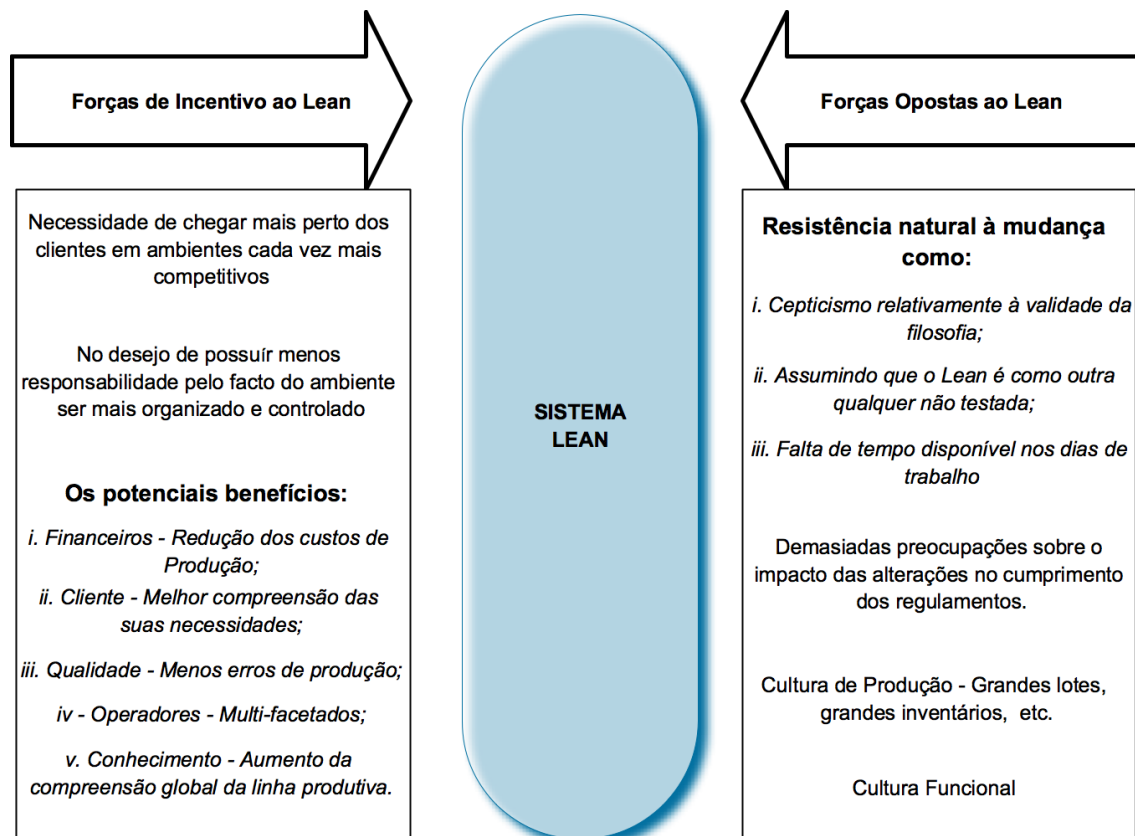 Forças de Incentivo ao Lean
Necessidade de chegar mais perto dos
clientes em ambientes cada vez mais
competitivos
No desejo de possuír menos
responsabilidade pelo facto do ambiente
ser mais organizado e controlado
Os potenciais benefícios:
i. Financeiros - Redução dos custos de
Produção;
ii. Cliente - Melhor compreensão das
suas necessidades;
iii. Qualidade - Menos erros de produção;
iv - Operadores - Multi-facetados;
v. Conhecimento - Aumento da
compreensão global da linha produtiva.
SISTEMA
LEAN
Forças Opostas ao Lean
Resistência natural à mudança
como:
i. Cepticismo relativamente à validade da
filosofia;
ii. Assumindo que o Lean é como outra
qualquer não testada;
iii. Falta de tempo disponível nos dias de
trabalho
Demasiadas preocupações sobre o
impacto das alterações no cumprimento
dos regulamentos.
Cultura de Produção - Grandes lotes,
grandes inventários, etc.
Cultura Funcional